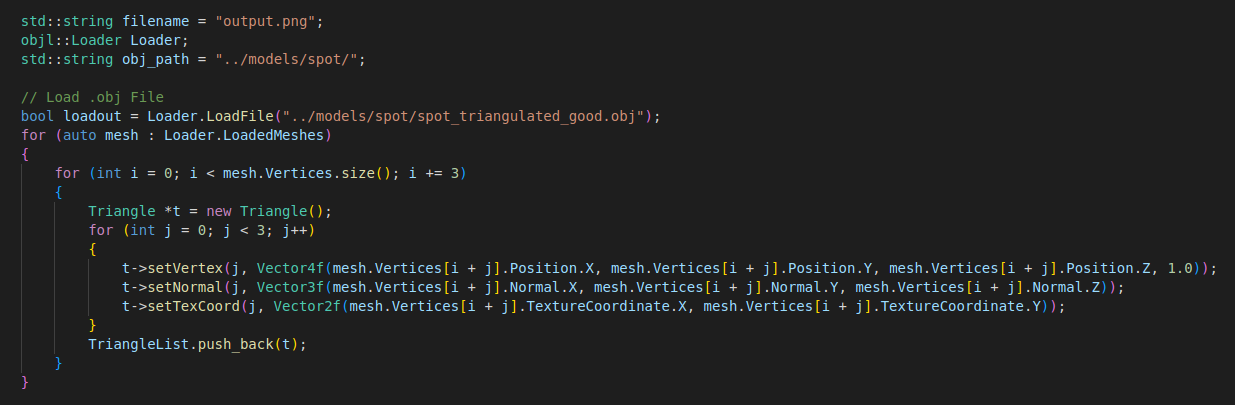 std::string filename = "output.png";
objl::Loader Loader;
std::string obj_path = "../models/spot/";

// Load .obj File
bool loadout = Loader.LoadFile("../models/spot/spot_triangulated_good.obj");
for (auto mesh : Loader.LoadedMeshes)
{
    for (int i = 0; i < mesh.Vertices.size(); i += 3)
    {
        Triangle *t = new Triangle();
        for (int j = 0; j < 3; j++)
        {
            t->setVertex(j, Vector4f(mesh.Vertices[i + j].Position.X, mesh.Vertices[i + j].Position.Y, mesh.Vertices[i + j].Position.Z, 1.0));
            t->setNormal(j, Vector3f(mesh.Vertices[i + j].Normal.X, mesh.Vertices[i + j].Normal.Y, mesh.Vertices[i + j].Normal.Z));
            t->setTexCoord(j, Vector2f(mesh.Vertices[i + j].TextureCoordinate.X, mesh.Vertices[i + j].TextureCoordinate.Y));
        }
        TriangleList.push_back(t);
    }
}